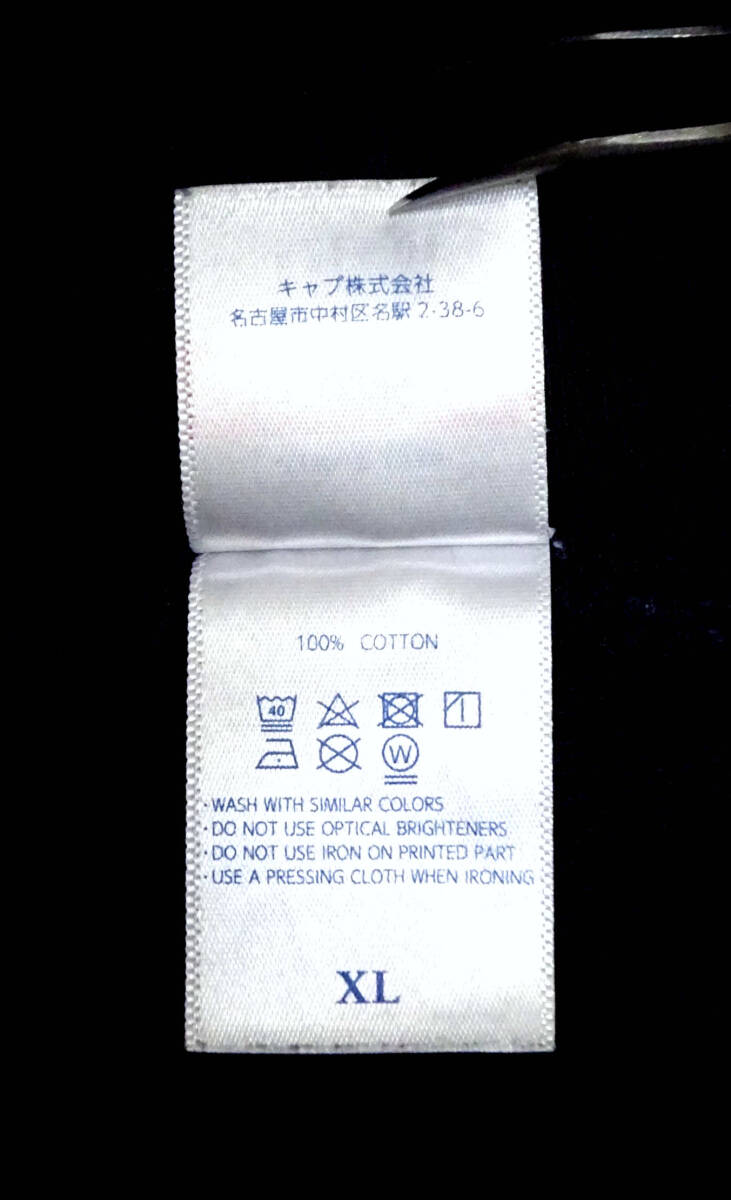 キャプ株式会社
名古屋市中村区名駅 2-38-6
100% COTTON
40
W
・WASH WITH SIMILAR COLORS
・DO NOT USE OPTICAL BRIGHTENERS
・DO NOT USE IRON ON PRINTED PART
・USE A PRESSING CLOTH WHEN IRONING
XL